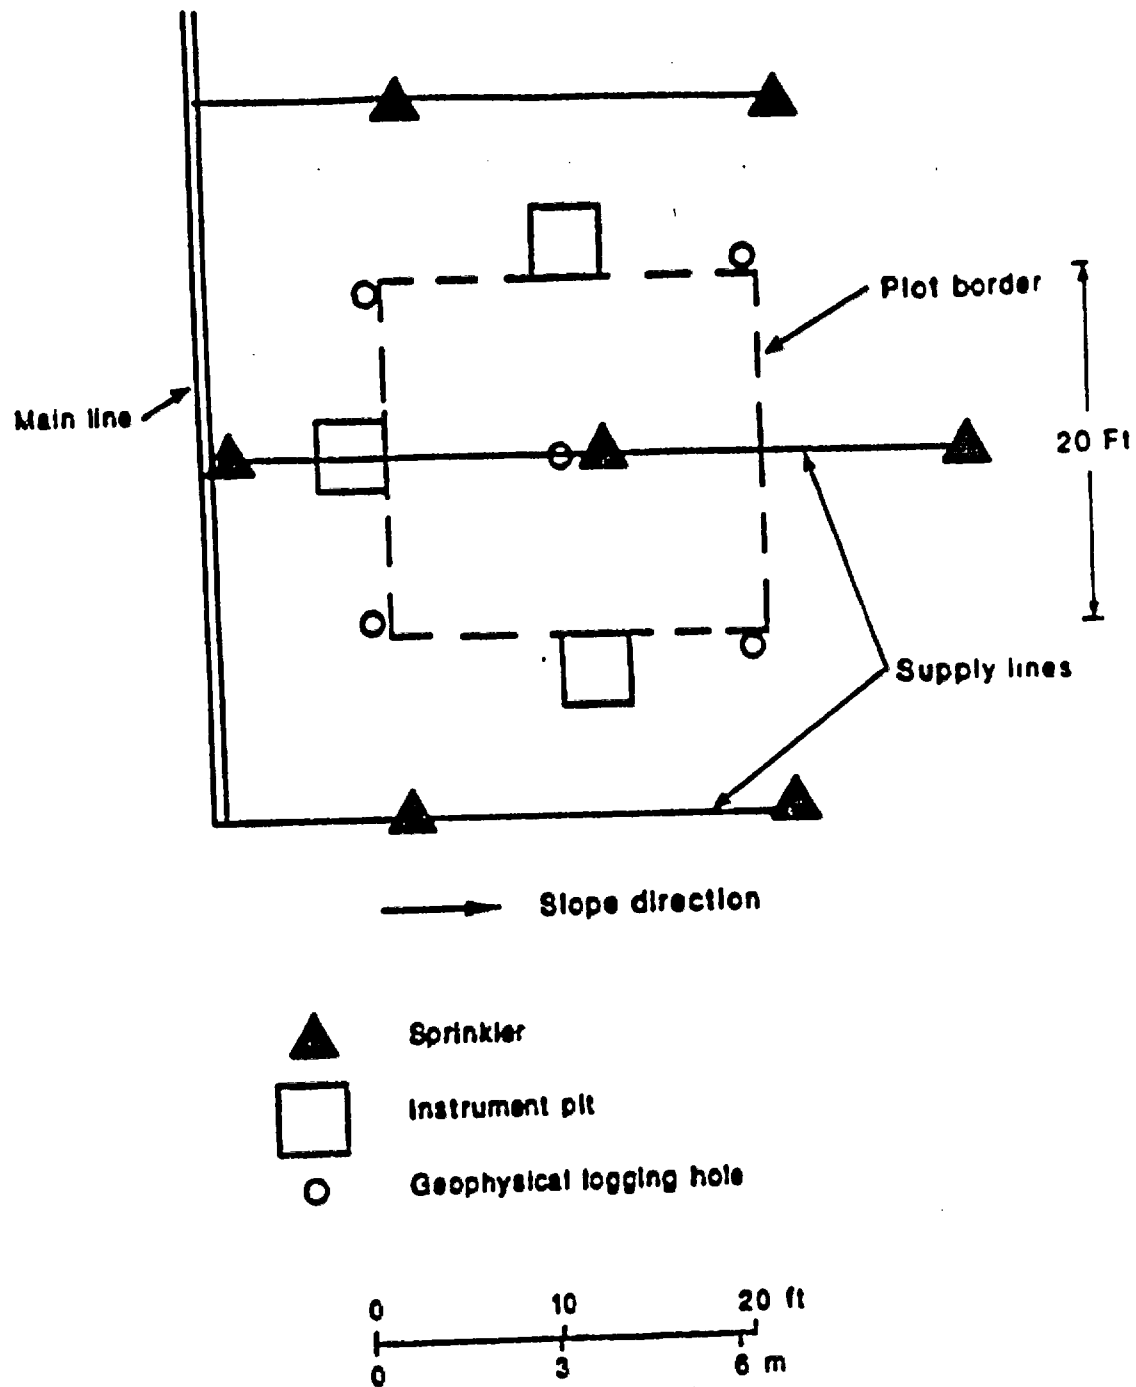 Plot border
Main line
20 Ft
Supply lines
Slope direction
Sprinkler
Instrument pit
Geophysical logging hole
0 10 20 ft
0 3 6 m